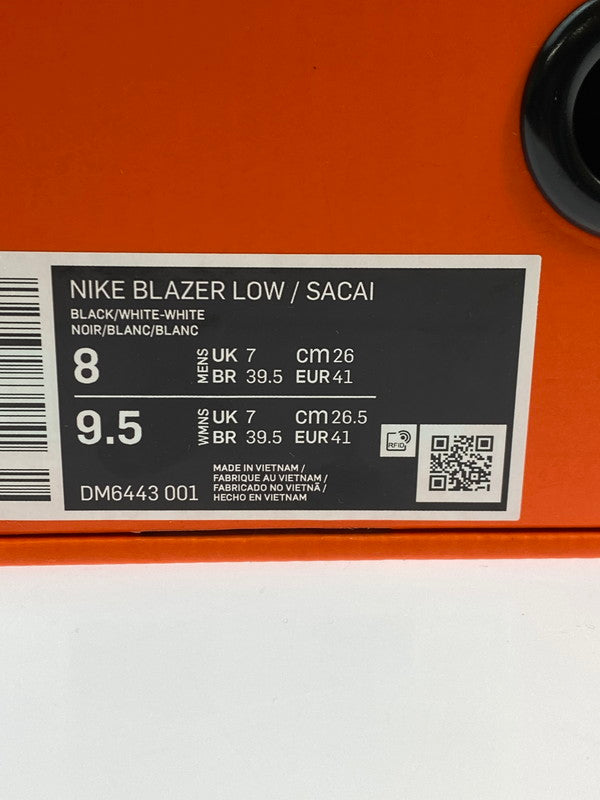 NIKE BLAZER LOW / SACAI
BLACK/WHITE-WHITE
NOIR/BLANC/BLANC
8 MENS UK 7 cm 26
BR 39.5 EUR 41
9.5 WMNS UK 7 cm 26.5
BR 39.5 EUR 41
RFID
MADE IN VIETNAM /
FABRIQUE AU VIETNAM /
FABRICADO NO VIETNÃ /
HECHO EN VIETNAM
DM6443 001